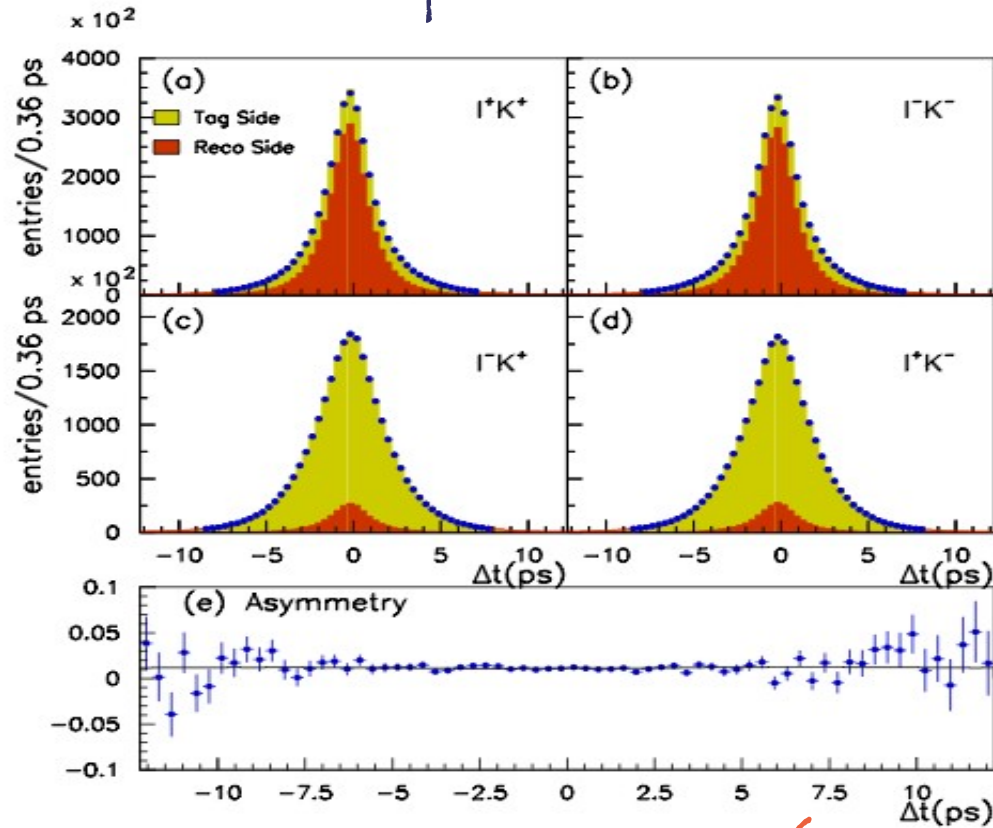 × 10²
entries/0.36 ps
4000
3000
2000
1000
0
(a)
l⁺K⁺
Tag Side
Reco Side
(b)
l⁻K⁻
× 10²
entries/0.36 ps
2000
1500
1000
500
0
(c)
l⁻K⁺
(d)
l⁺K⁻
−10 −5 0 5 10
Δt(ps)
−10 −5 0 5 10
Δt(ps)
(e) Asymmetry
0.1
0.05
0
−0.05
−0.1
−10 −7.5 −5 −2.5 0 2.5 5 7.5 10
Δt(ps)